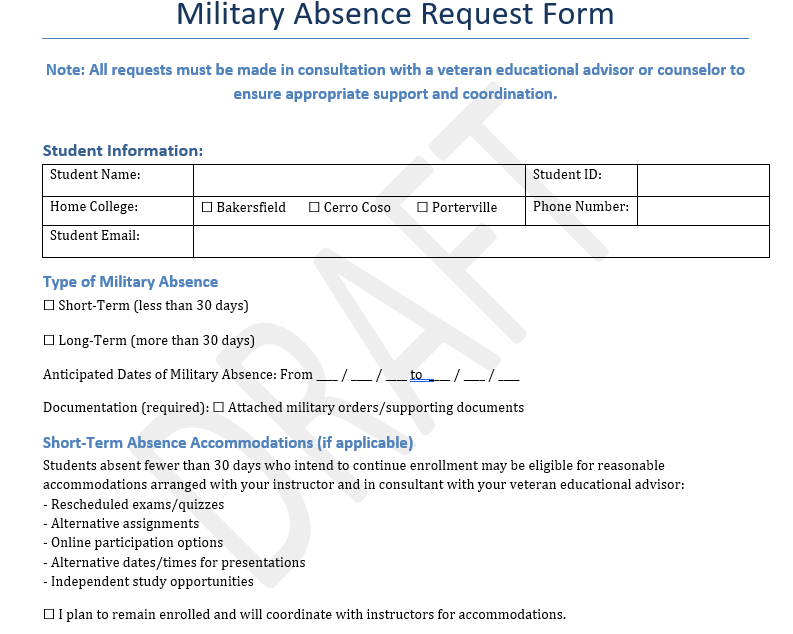 Military Absence Request Form
Note: All requests must be made in consultation with a veteran educational advisor or counselor to
ensure appropriate support and coordination.
Student Information:
Student Name: Student ID:
Home College: ☐ Bakersfield ☐ Cerro Coso ☐ Porterville Phone Number:
Student Email:
Type of Military Absence
☐ Short-Term (less than 30 days)
☐ Long-Term (more than 30 days)
Anticipated Dates of Military Absence: From ___ / ___ / ___ to ___ / ___ / ___
Documentation (required): ☐ Attached military orders/supporting documents
Short-Term Absence Accommodations (if applicable)
Students absent fewer than 30 days who intend to continue enrollment may be eligible for reasonable
accommodations arranged with your instructor and in consultant with your veteran educational advisor:
- Rescheduled exams/quizzes
- Alternative assignments
- Online participation options
- Alternative dates/times for presentations
- Independent study opportunities
☐ I plan to remain enrolled and will coordinate with instructors for accommodations.
DRAFT